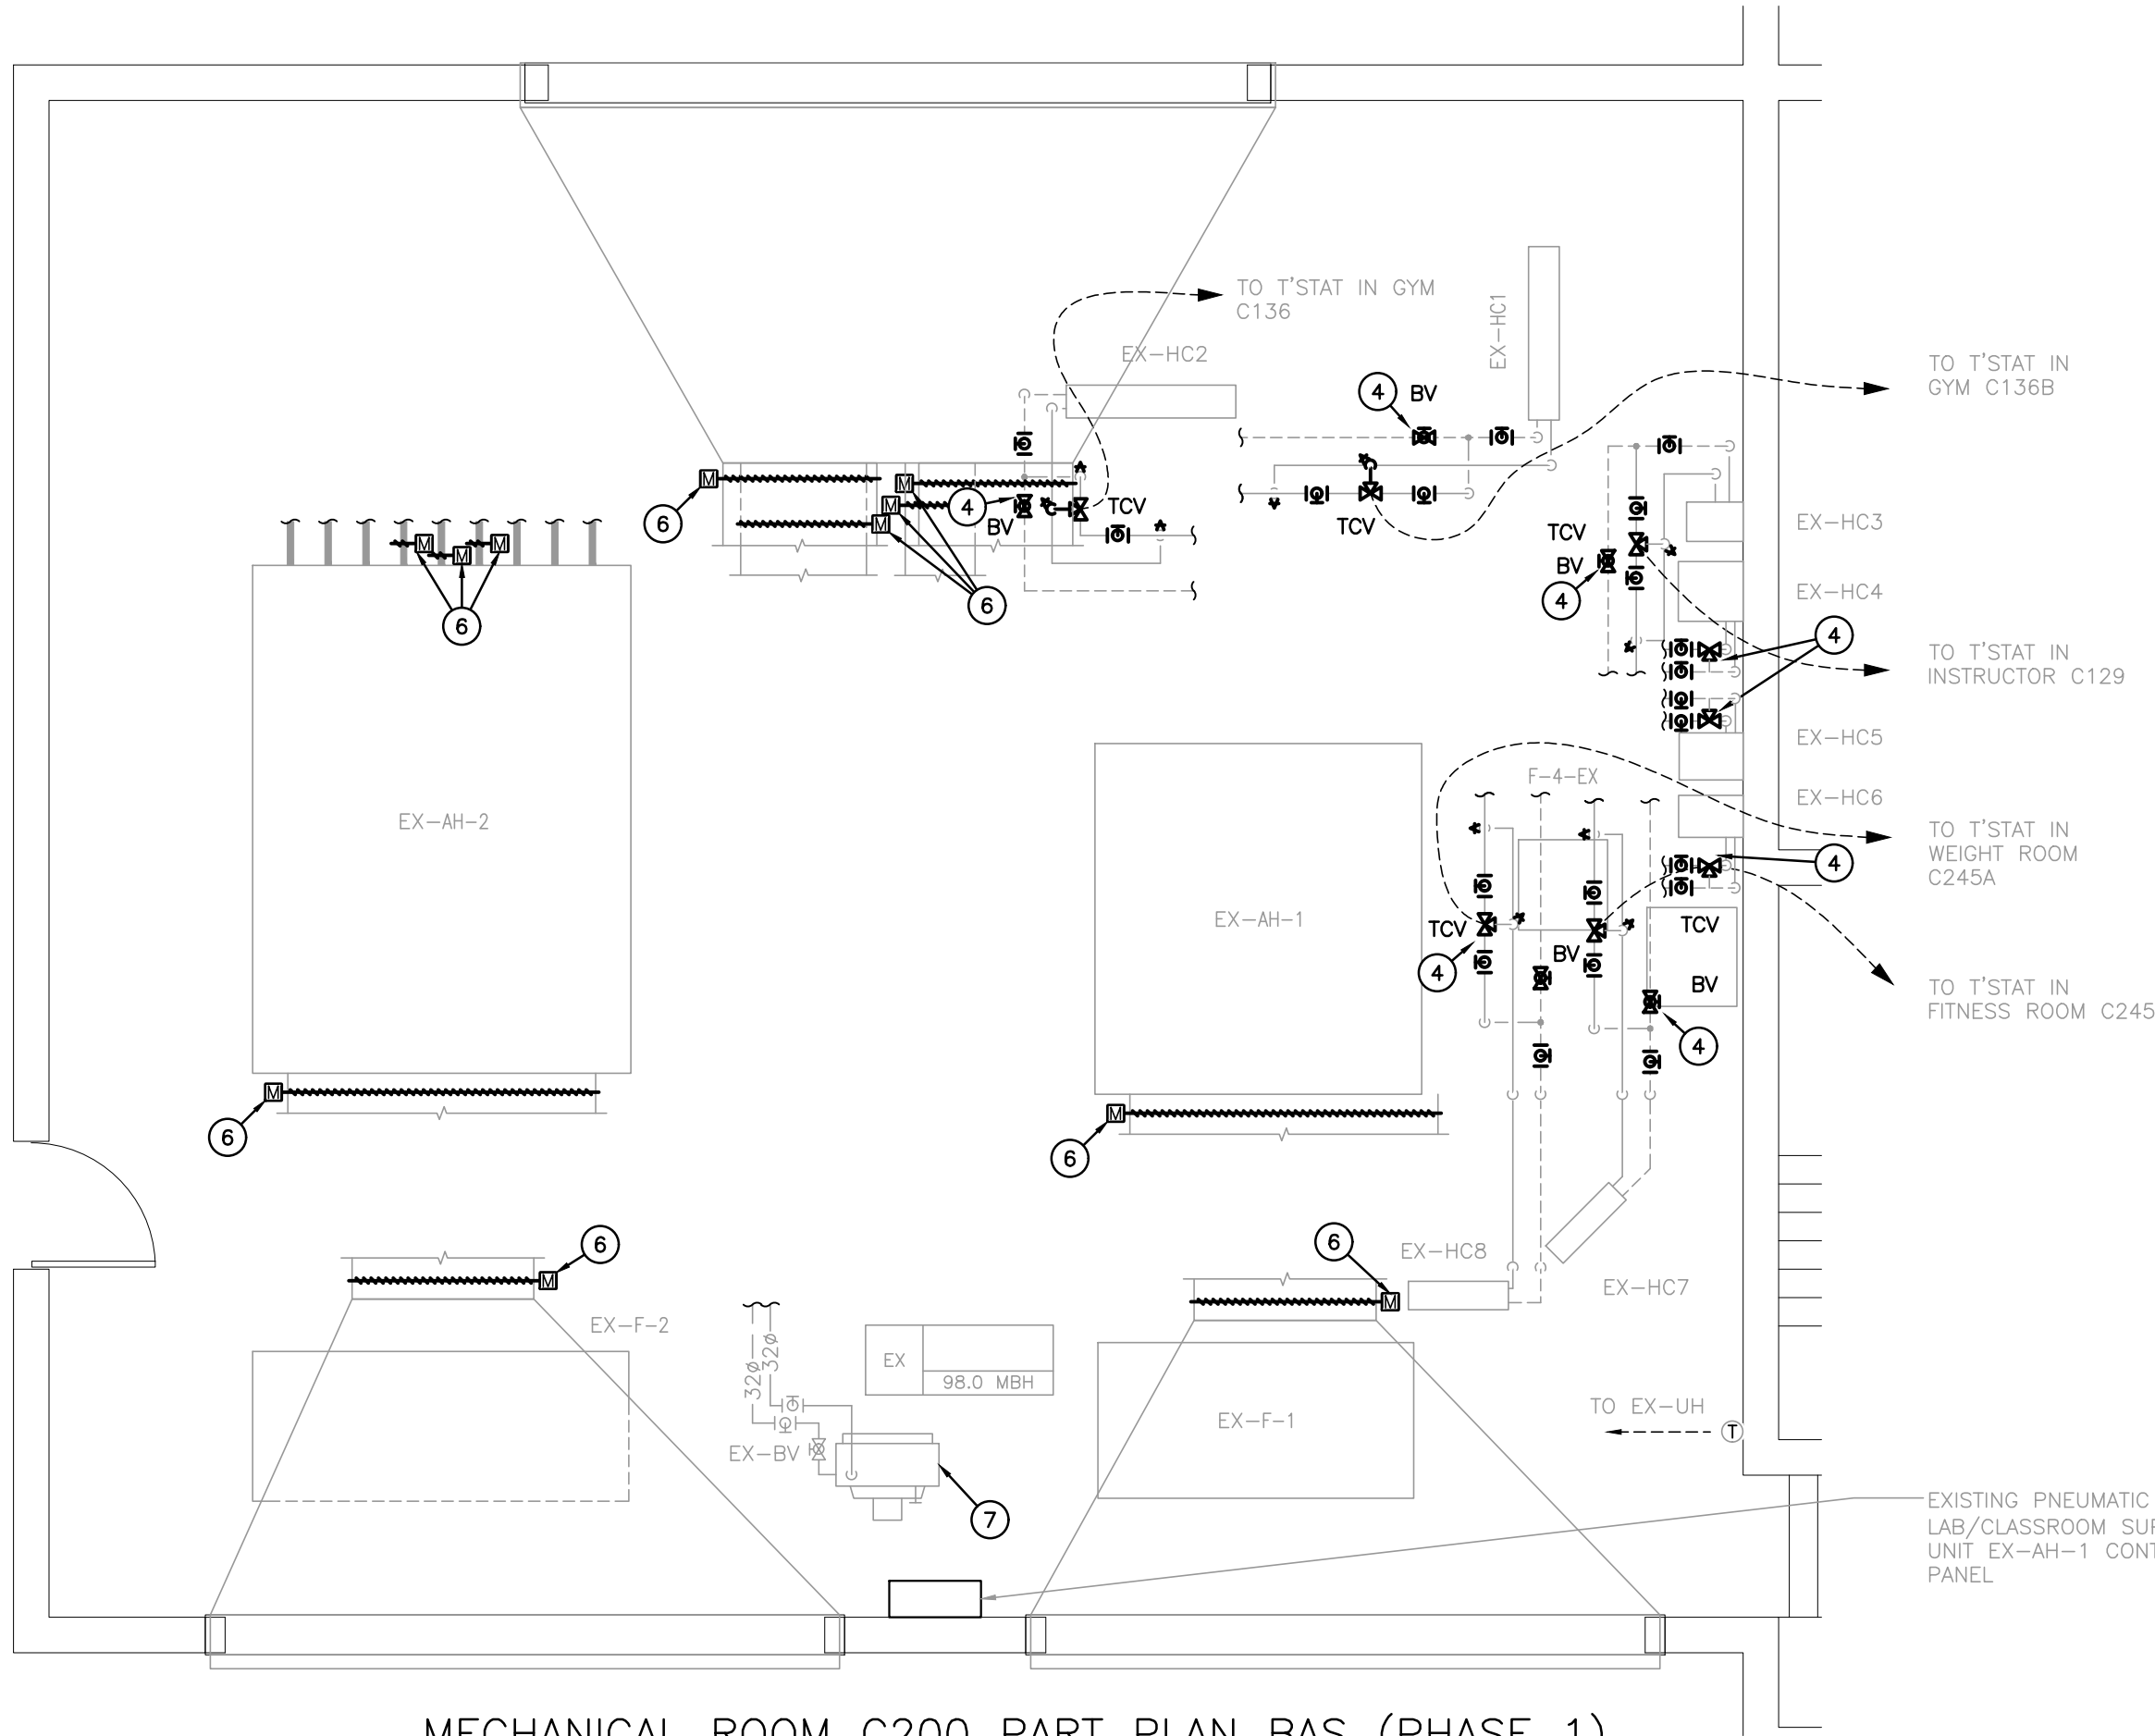 TO T'STAT IN GYM
C136
EX-HC2
EX-HC1
TO T'STAT IN
GYM C136B
4 BV
M
6
M
M
M
4
BV
TCV
TCV
6
TCV
BV
4
EX-HC3
EX-HC4
4
M
M
M
6
TO T'STAT IN
INSTRUCTOR C129
EX-HC5
F-4-EX
EX-HC6
TO T'STAT IN
WEIGHT ROOM
C245A
4
EX-AH-2
EX-AH-1
TCV
4
BV
TCV
BV
4
TO T'STAT IN
FITNESS ROOM C245
M
6
M
6
6
M
6
M
EX-HC8
EX-HC7
EX-F-2
32ø
32ø
EX
98.0 MBH
EX-BV
7
EX-F-1
TO EX-UH
T
EXISTING PNEUMATIC
LAB/CLASSROOM
UNIT EX-AH-1
PANEL
MECHANICAL ROOM C200 PART PLAN BAS (PHASE 1)